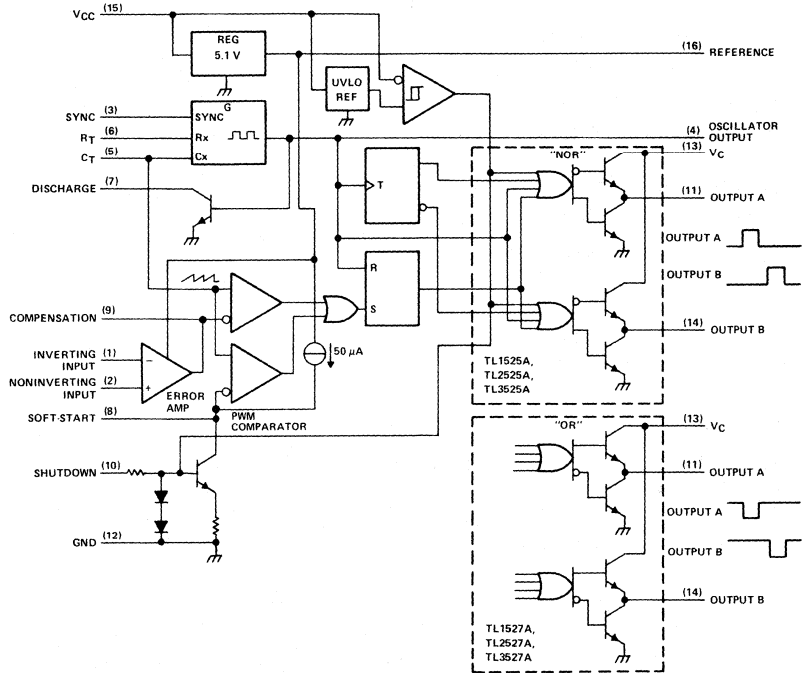 VCC (15)
REG
5.1 V
(16) REFERENCE
UVLO
REF
G
SYNC (3)
SYNC
RT (6)
Rx
CT (5)
Cx
(4) OSCILLATOR
OUTPUT
DISCHARGE (7)
T
"NOR"
(13) VC
(11) OUTPUT A
OUTPUT A
OUTPUT B
R
S
COMPENSATION (9)
50 μA
(14) OUTPUT B
INVERTING (1)
INPUT
−
NONINVERTING (2)
INPUT
+
ERROR
AMP
TL1525A,
TL2525A,
TL3525A
SOFT-START (8)
PWM
COMPARATOR
"OR"
(13) VC
SHUTDOWN (10)
(11) OUTPUT A
OUTPUT A
GND (12)
OUTPUT B
(14) OUTPUT B
TL1527A,
TL2527A,
TL3527A